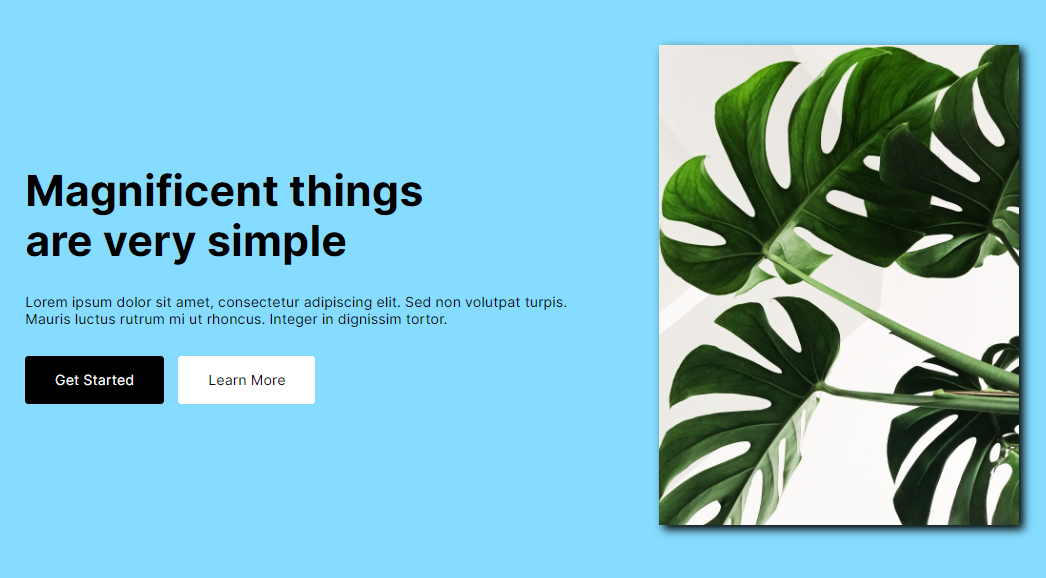 Magnificent things
are very simple
Lorem ipsum dolor sit amet, consectetur adipiscing elit. Sed non volutpat turpis.
Mauris luctus rutrum mi ut rhoncus. Integer in dignissim tortor.
Get Started
Learn More